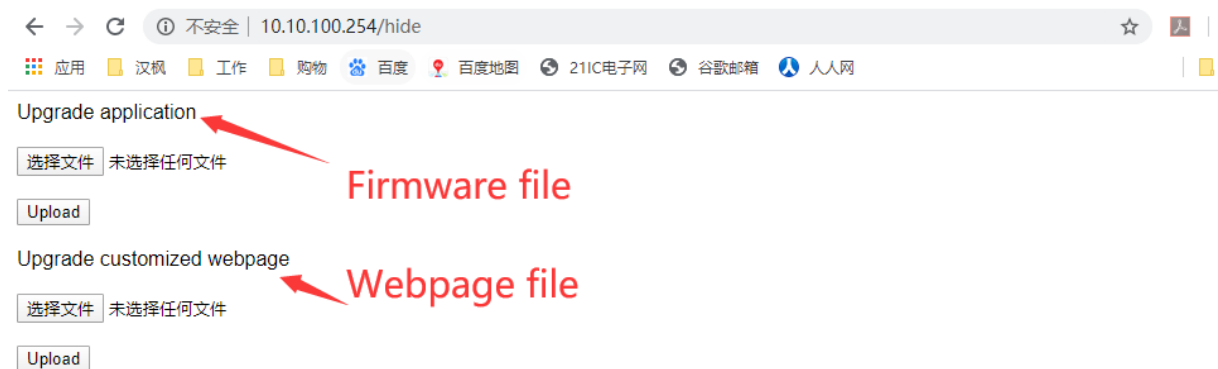 不安全 | 10.10.100.254/hide
应用 汉枫 工作 购物 百度 百度地图 21IC电子网 谷歌邮箱 人人网
Upgrade application
选择文件 未选择任何文件
Firmware file
Upload
Upgrade customized webpage
Webpage file
选择文件 未选择任何文件
Upload